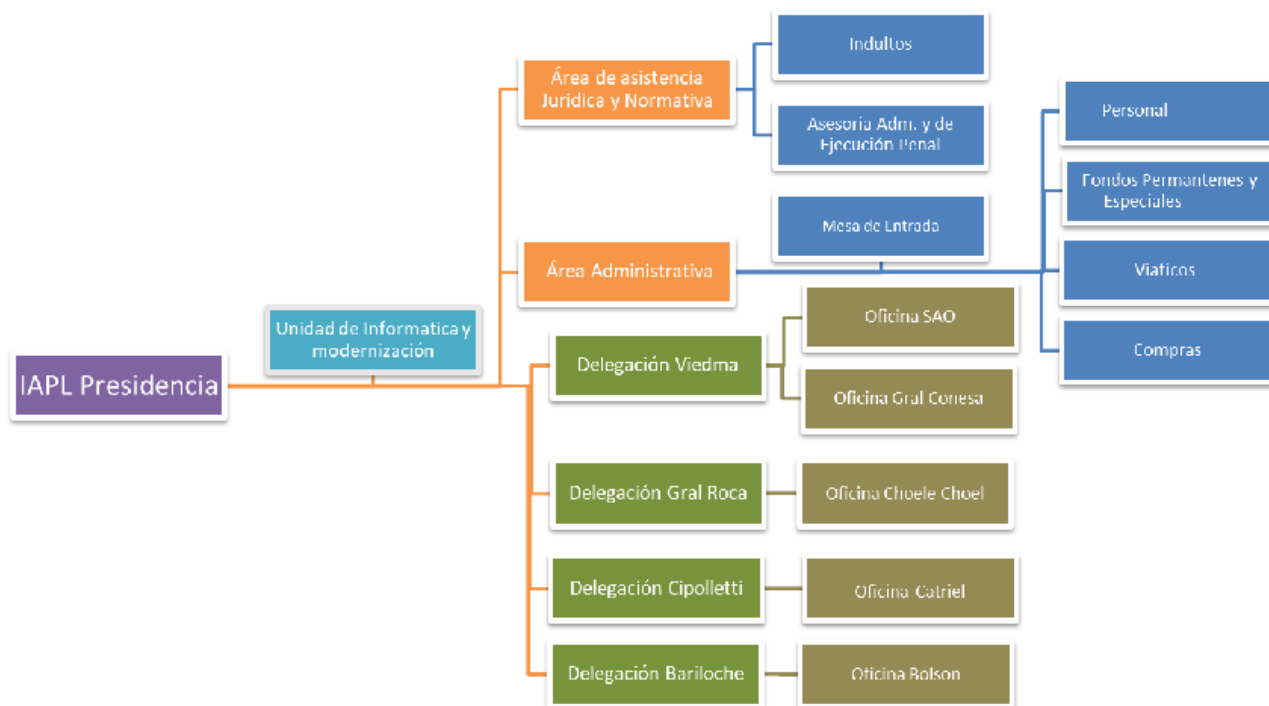 IAPL Presidencia
Unidad de Informatica y
modernización
Área de asistencia
Juridica y Normativa
Indultos
Asesoria Adm. y de
Ejecución Penal
Área Administrativa
Mesa de Entrada
Personal
Fondos Permantenes y
Especiales
Viaticos
Compras
Delegación Viedma
Oficina SAO
Oficina Gral Conesa
Delegación Gral Roca
Oficina Choele Choel
Delegación Cipolletti
Oficina Catriel
Delegación Bariloche
Oficina Bolson